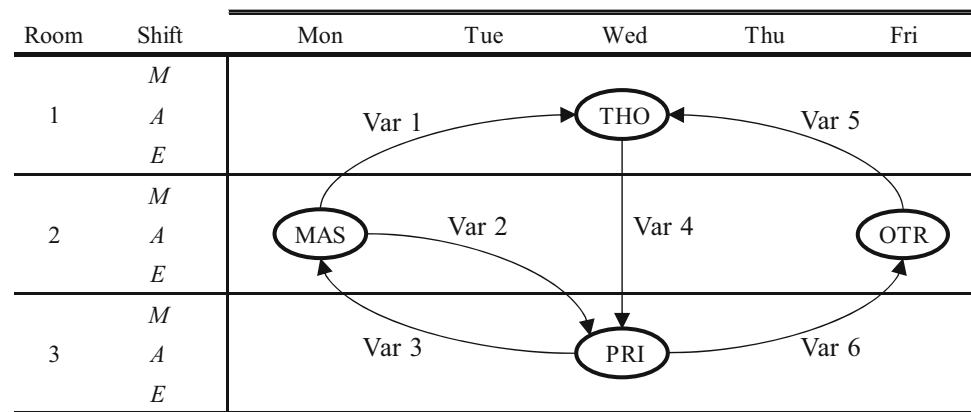 Room Shift Mon Tue Wed Thu Fri
M
1 A THO
Var 1 Var 5
E
M
2 A MAS Var 2 Var 4 OTR
E
M
Var 3 Var 6
3 A PRI
E